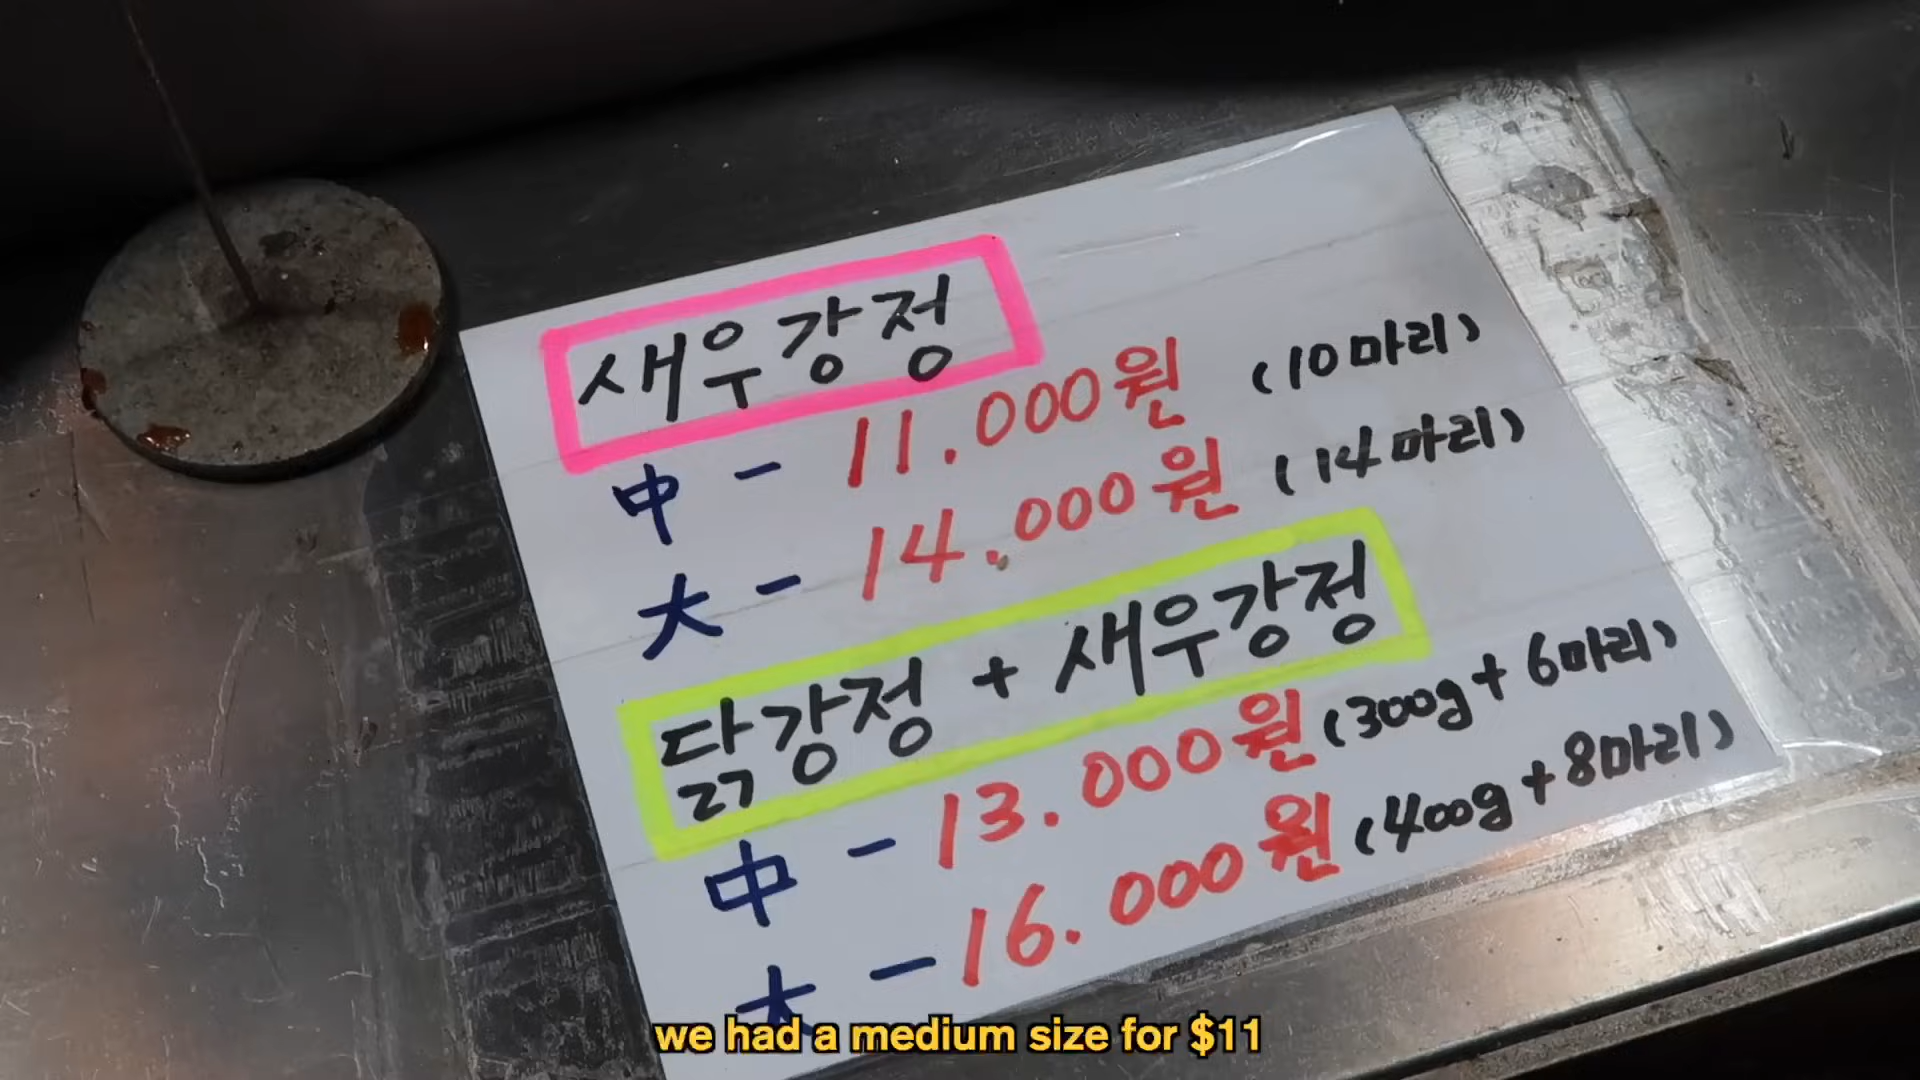 새우강정
中 - 11.000원 (10마리)
大 - 14.000원 (14마리)
닭강정 + 새우강정
中 - 13.000원 (300g + 6마리)
大 - 16.000원 (400g + 8마리)
we had a medium size for $11